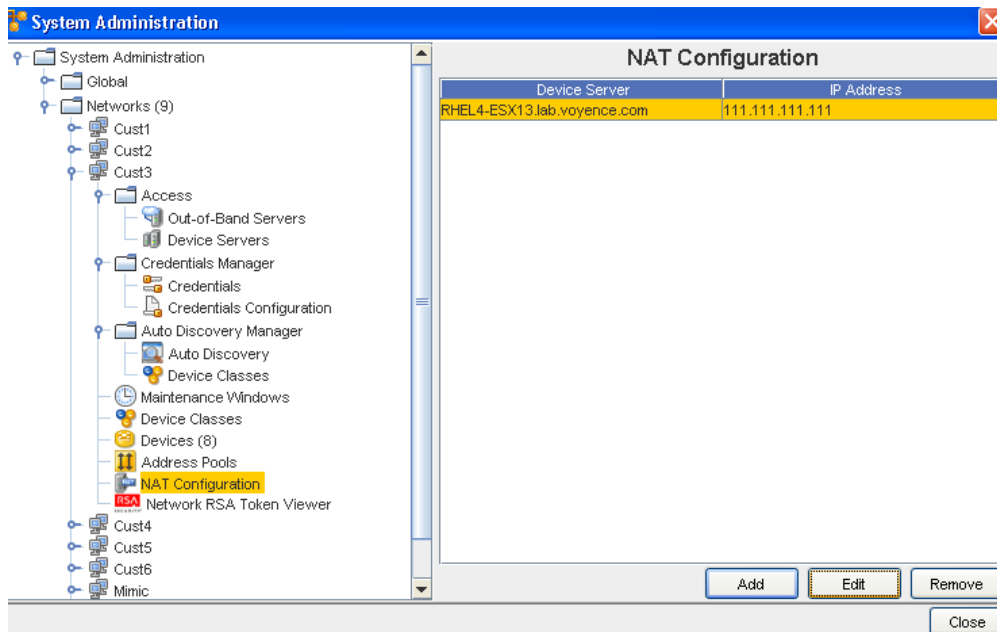 System Administration
System Administration
Global
Networks (9)
Cust1
Cust2
Cust3
Access
Out-of-Band Servers
Device Servers
Credentials Manager
Credentials
Credentials Configuration
Auto Discovery Manager
Auto Discovery
Device Classes
Maintenance Windows
Device Classes
Devices (8)
Address Pools
NAT Configuration
RSA Network RSA Token Viewer
Cust4
Cust5
Cust6
Mimic
NAT Configuration
Device Server IP Address
RHEL4-ESX13.lab.voyence.com 111.111.111.111
Add Edit Remove
Close